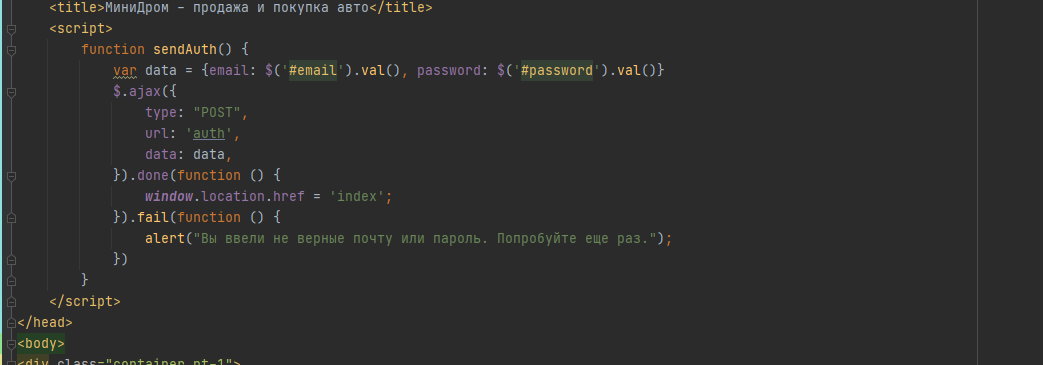 <title>МиниДром – продажа и покупка авто</title>
<script>
function sendAuth() {
var data = {email: $('#email').val(), password: $('#password').val()}
$.ajax({
type: "POST",
url: 'auth',
data: data,
}).done(function () {
window.location.href = 'index';
}).fail(function () {
alert("Вы ввели не верные почту или пароль. Попробуйте еще раз.");
})
}
</script>
</head>
<body>
<div class="container pt-1">